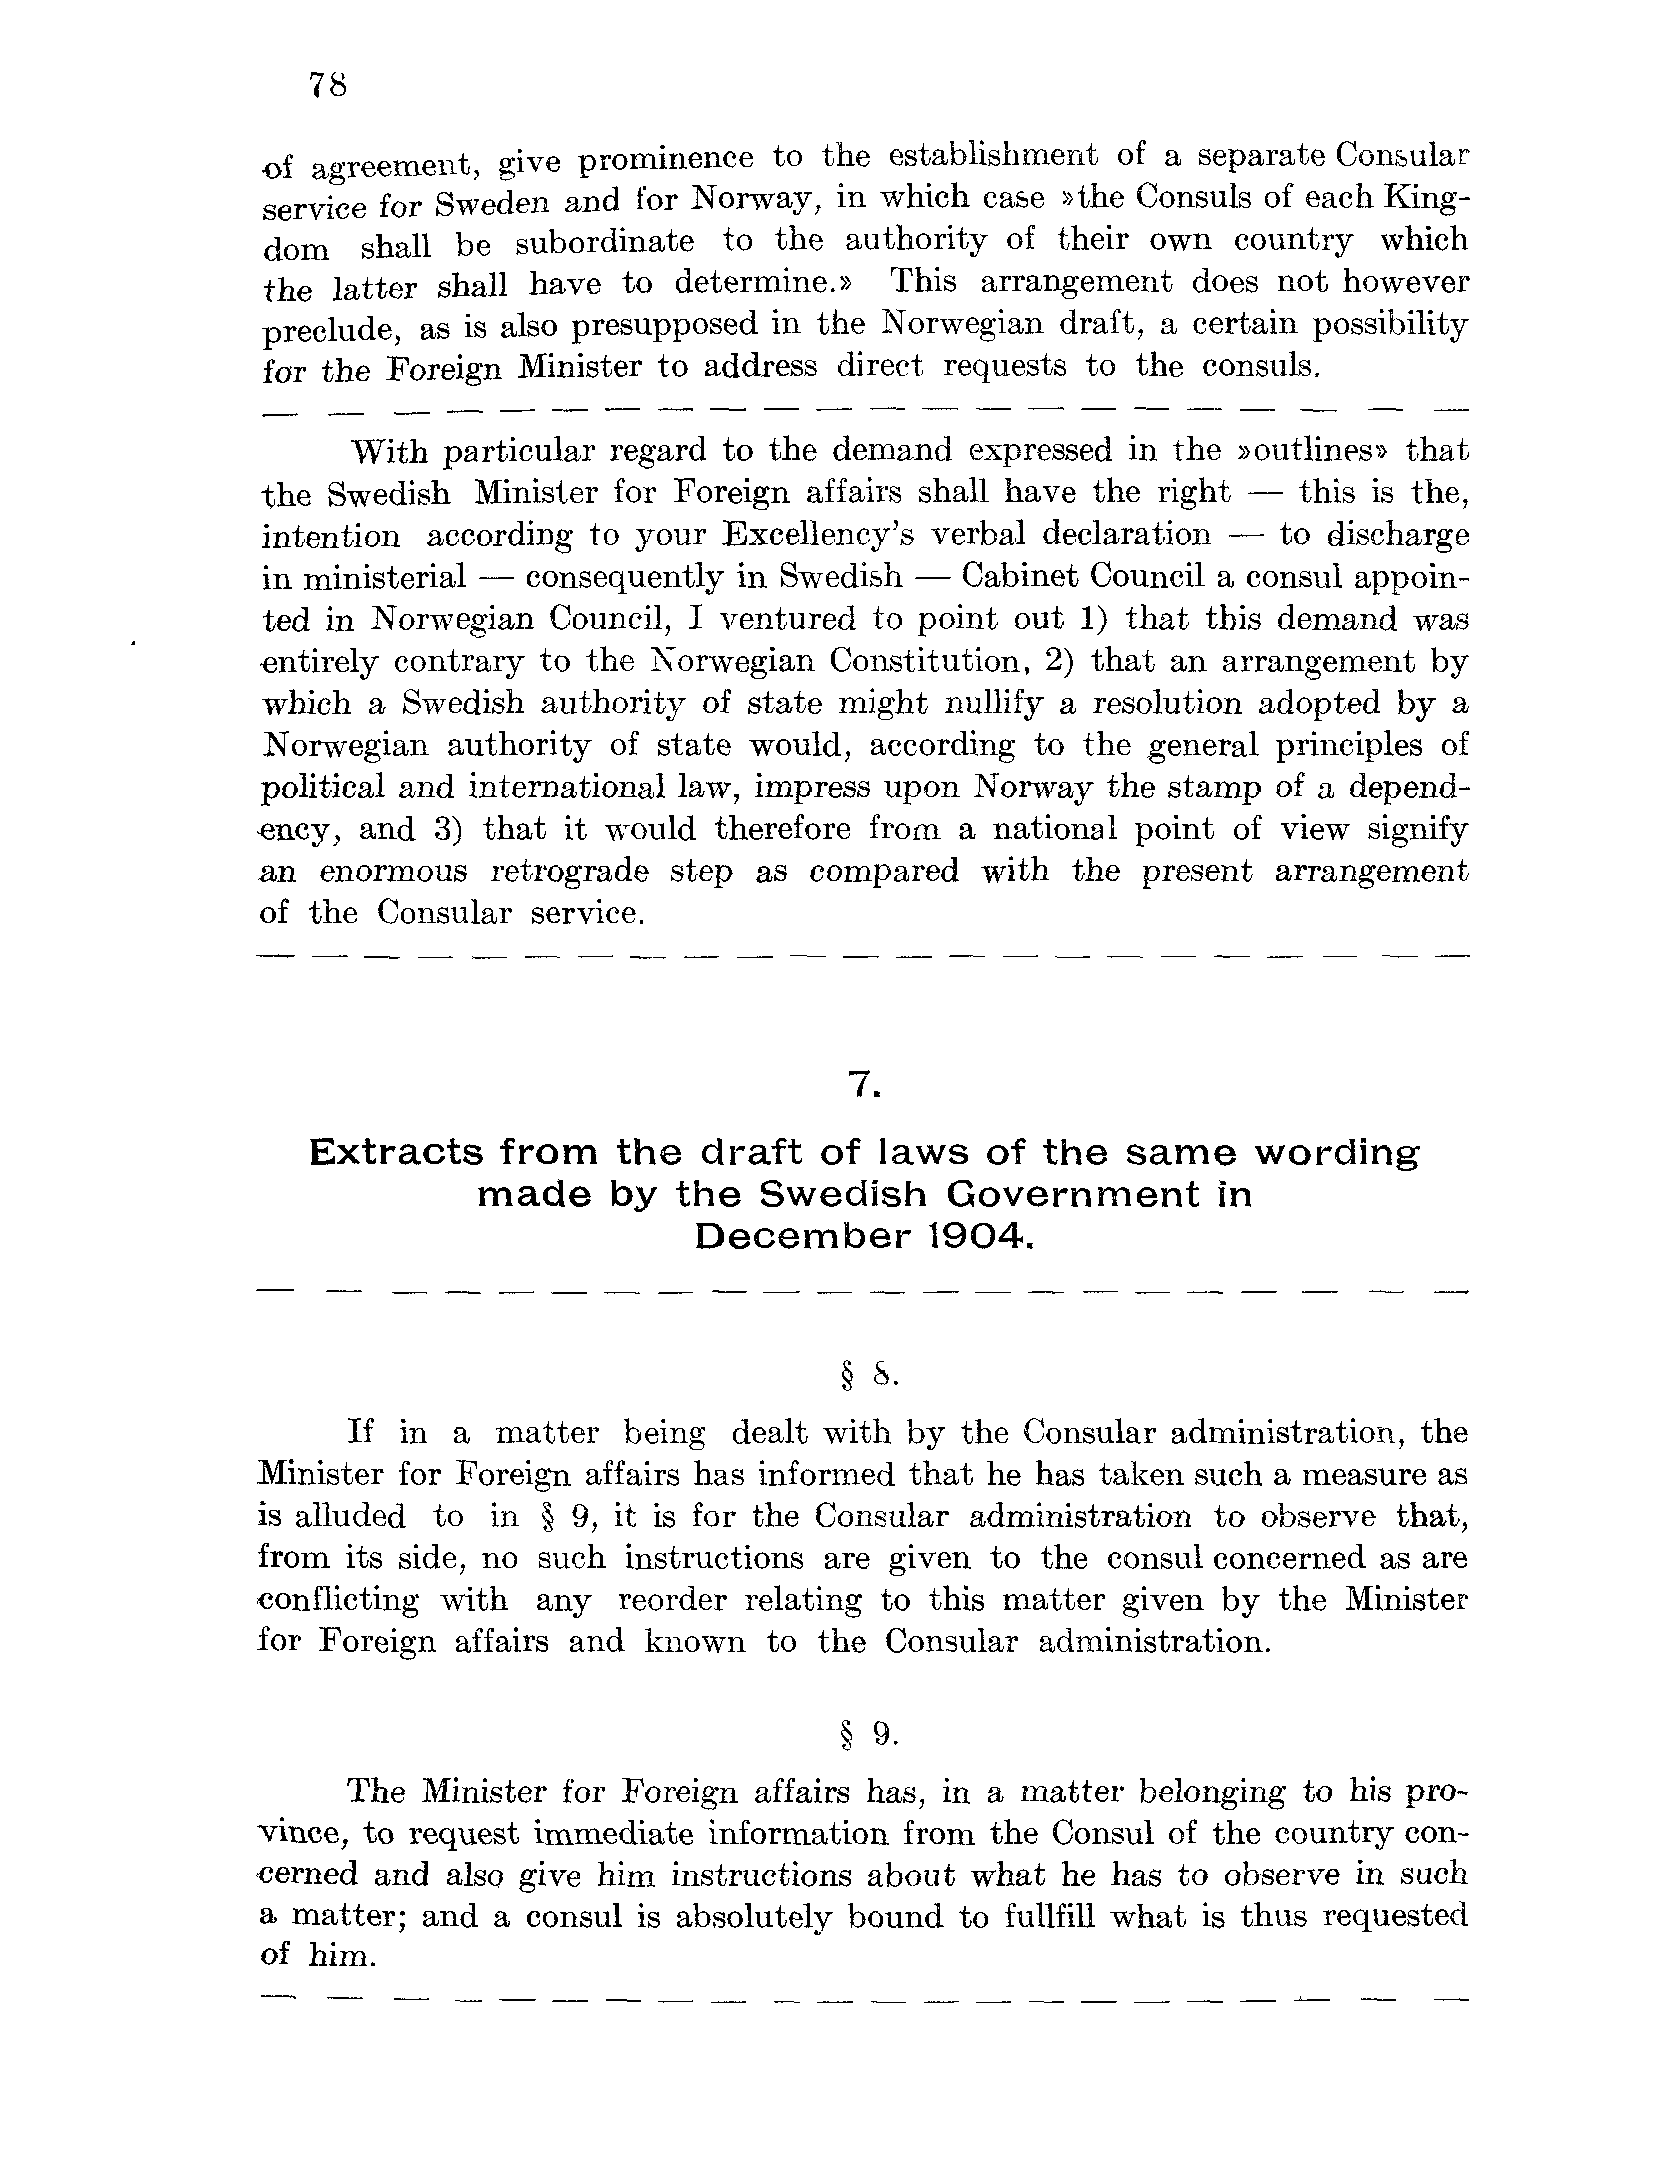 78
of agreement, give prominence to the establishment of a separate Consular
service for Sweden and for Norway, in which case »the Consuls of each King-
dom shall be subordinate to the authority of their own country which
the latter shall have to determine.» This arrangement does not however
preclude, as is also presupposed in the Norwegian draft, a certain possibility
for the Foreign Minister to address direct requests to the consuls.
— — — — — — — — — — — — — — — — — — — — — —
With particular regard to the demand expressed in the »outlines» that
the Swedish Minister for Foreign affairs shall have the right — this is the,
intention according to your Excellency's verbal declaration — to discharge
in ministerial — consequently in Swedish — Cabinet Council a consul appoin-
ted in Norwegian Council, I ventured to point out 1) that this demand was
entirely contrary to the Norwegian Constitution, 2) that an arrangement by
which a Swedish authority of state might nullify a resolution adopted by a
Norwegian authority of state would, according to the general principles of
political and international law, impress upon Norway the stamp of a depend-
ency, and 3) that it would therefore from a national point of view signify
an enormous retrograde step as compared with the present arrangement
of the Consular service.
— — — — — — — — — — — — — — — — — — — — — — —
7.
Extracts from the draft of laws of the same wording
made by the Swedish Government in
December 1904.
— — — — — — — — — — — — — — — — — — — — — —
§ 8.
If in a matter being dealt with by the Consular administration, the
Minister for Foreign affairs has informed that he has taken such a measure as
is alluded to in § 9, it is for the Consular administration to observe that,
from its side, no such instructions are given to the consul concerned as are
conflicting with any reorder relating to this matter given by the Minister
for Foreign affairs and known to the Consular administration.
§ 9.
The Minister for Foreign affairs has, in a matter belonging to his pro-
vince, to request immediate information from the Consul of the country con-
cerned and also give him instructions about what he has to observe in such
a matter; and a consul is absolutely bound to fullfill what is thus requested
of him.
— — — — — — — — — — — — — — — — — — — — — —